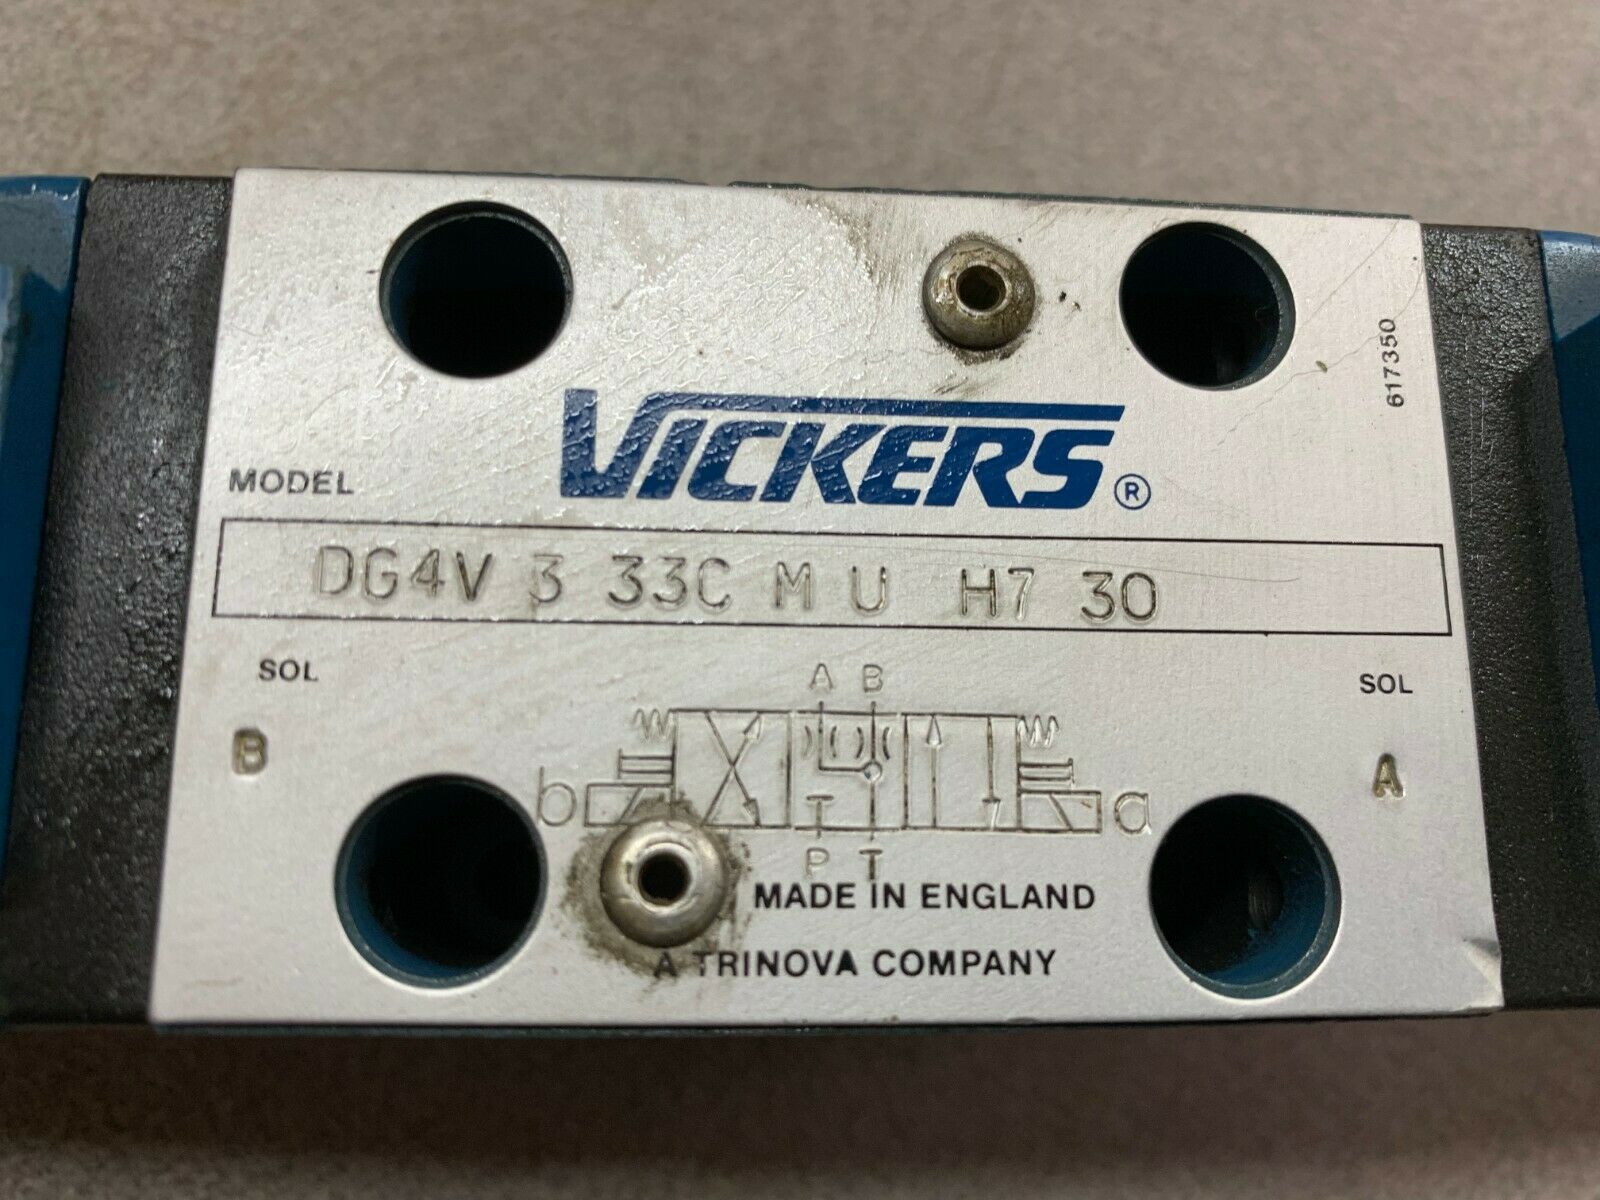 VICKERS®
617350
MODEL
DG4V 3 33C M U H7 30
SOL
SOL
A B
B
A
b
a
P T
MADE IN ENGLAND
A TRINOVA COMPANY